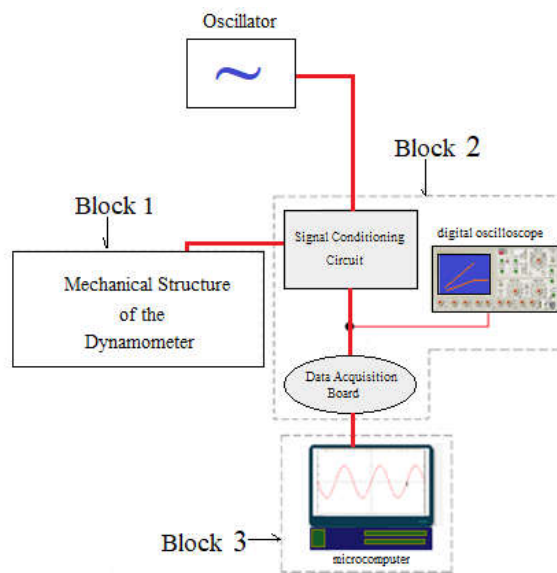 Oscillator
Block 2
Block 1
Signal Conditioning
Circuit
digital oscilloscope
Mechanical Structure
of the
Dynamometer
Data Acquisition
Board
Block 3
microcomputer